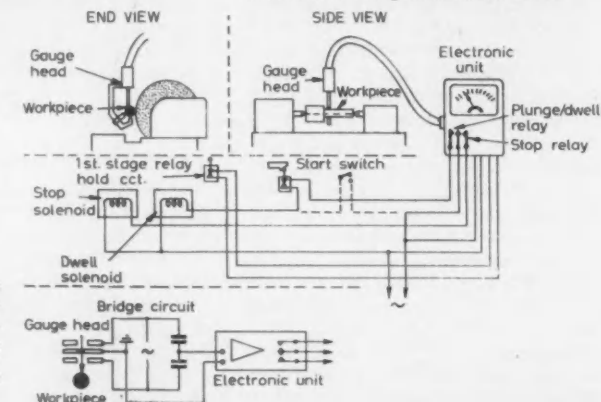 END VIEW
SIDE VIEW
Gauge
head
Workpiece
Gauge
head
Workpiece
Electronic
unit
Plunge/dwell
relay
Stop relay
1st. stage relay
hold cct.
Start switch
Stop
solenoid
Dwell
solenoid
~
Bridge circuit
Gauge head
~
Electronic unit
Workpiece